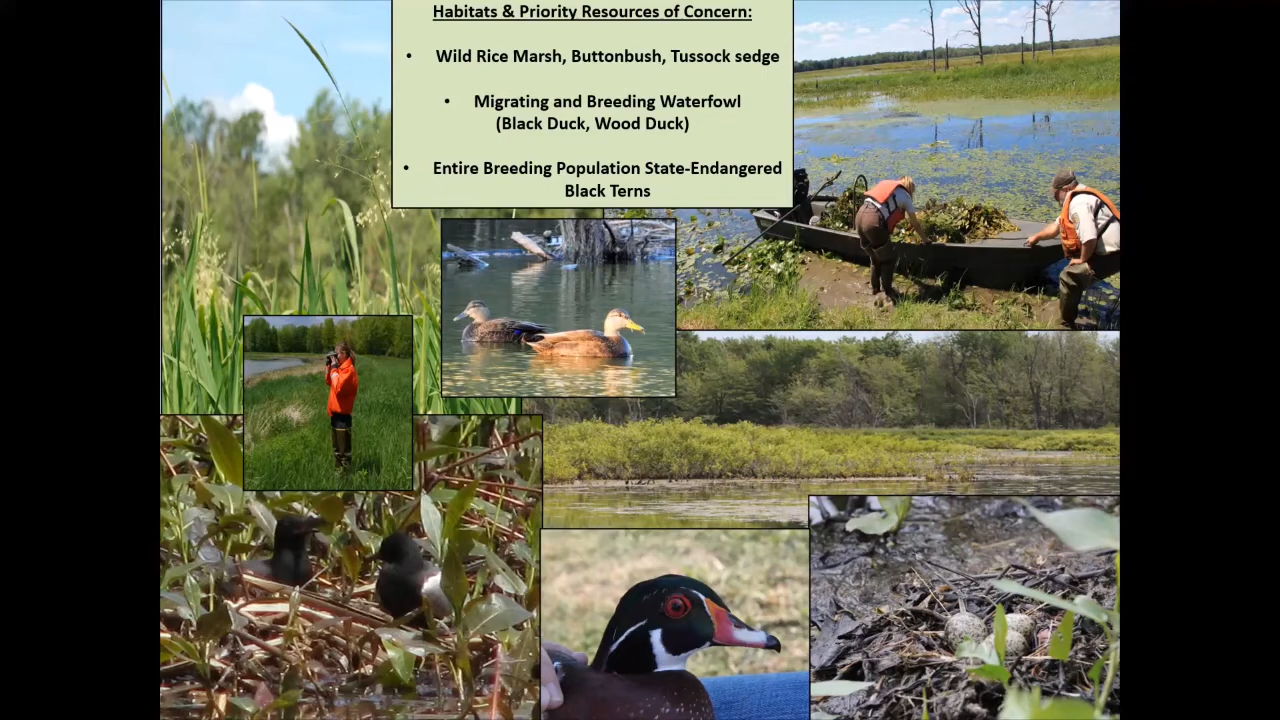 Habitats & Priority Resources of Concern:
• Wild Rice Marsh, Buttonbush, Tussock sedge
• Migrating and Breeding Waterfowl
(Black Duck, Wood Duck)
• Entire Breeding Population State-Endangered
Black Terns